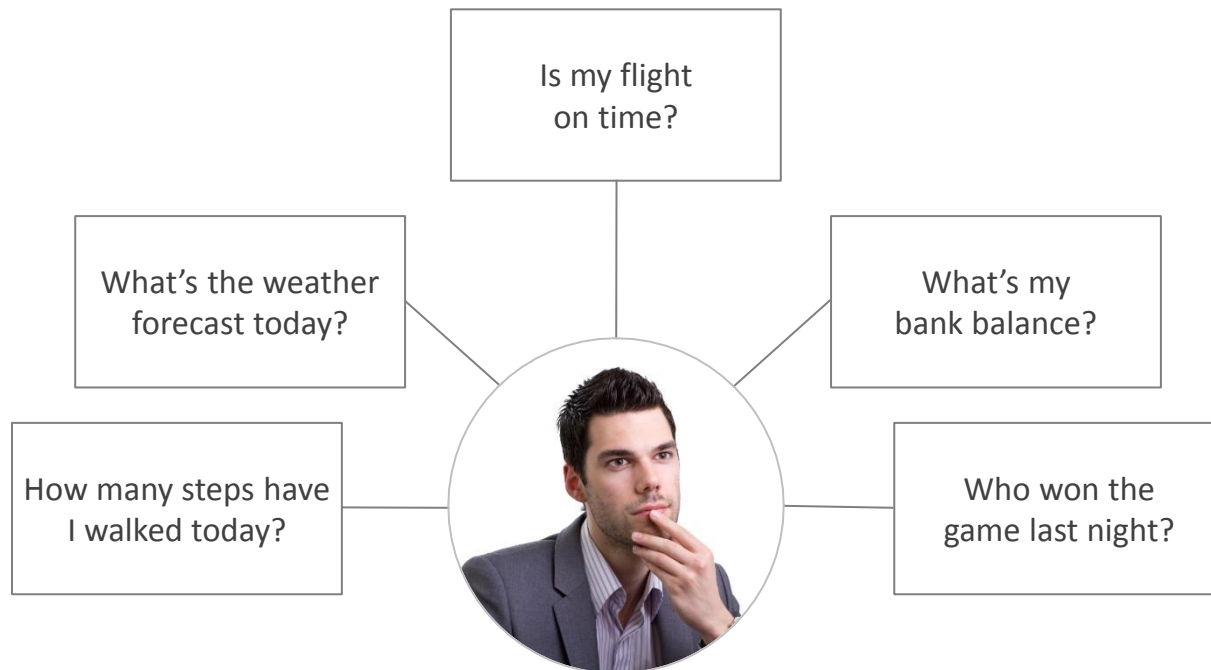 Is my flight
on time?
What’s the weather
forecast today?
What’s my
bank balance?
How many steps have
I walked today?
Who won the
game last night?